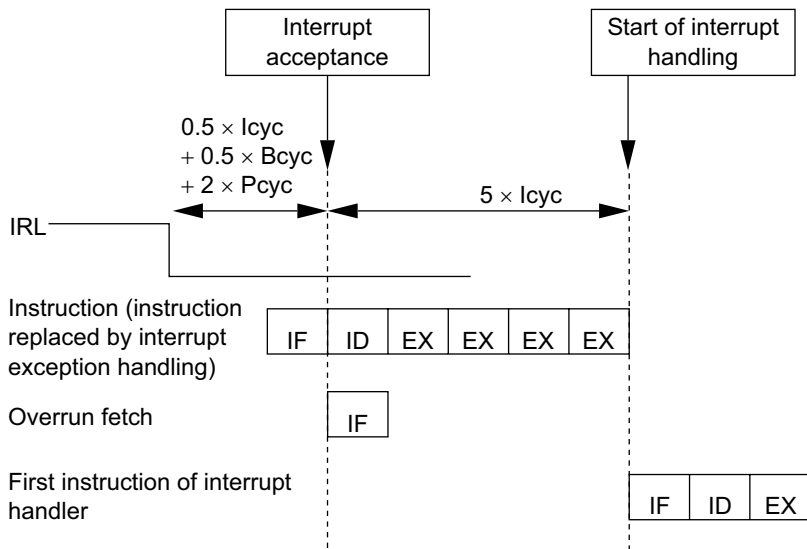 Interrupt
acceptance
Start of interrupt
handling
0.5 × Icyc
+ 0.5 × Bcyc
+ 2 × Pcyc
5 × Icyc
IRL
Instruction (instruction
replaced by interrupt
exception handling)
IF ID EX EX EX EX
Overrun fetch
IF
First instruction of interrupt
handler
IF ID EX